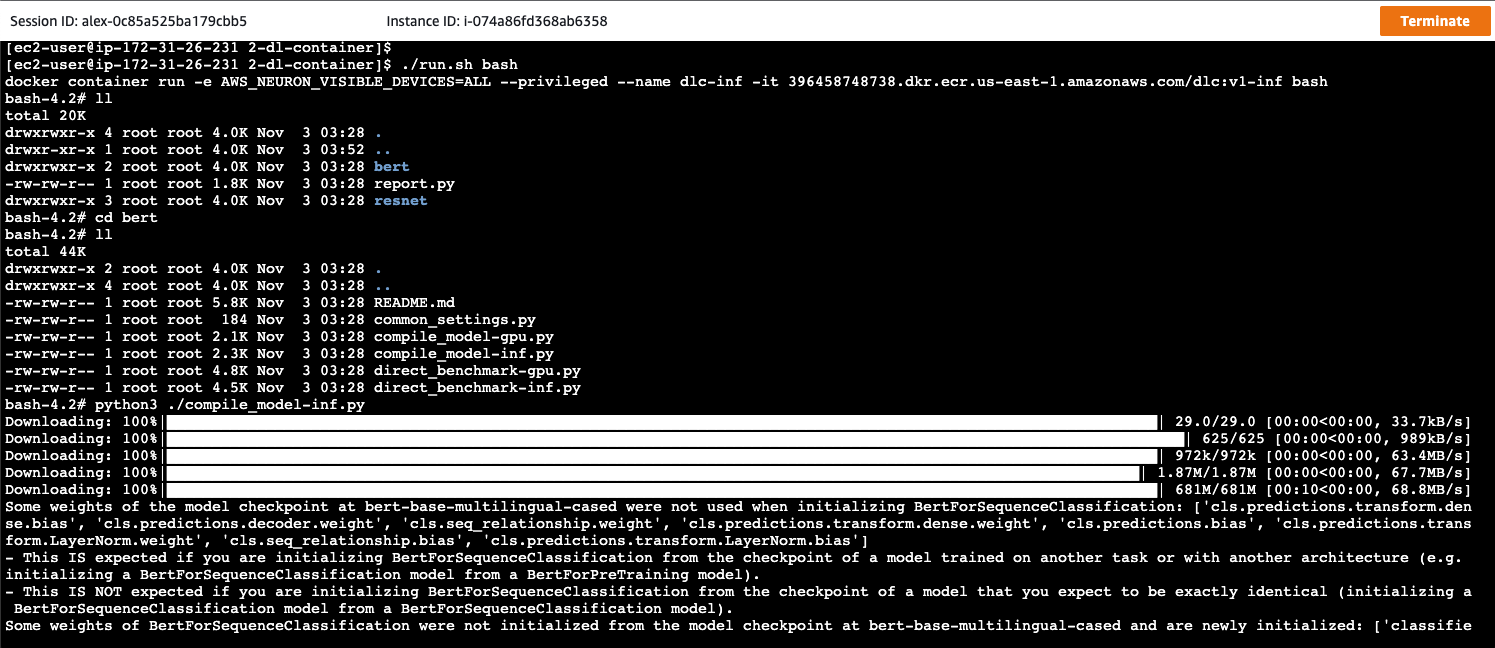 Session ID: alex-0c85a525ba179cbb5 Instance ID: i-074a86fd368ab6358 Terminate
[ec2-user@ip-172-31-26-231 2-dl-container]$
[ec2-user@ip-172-31-26-231 2-dl-container]$ ./run.sh bash
docker container run -e AWS_NEURON_VISIBLE_DEVICES=ALL --privileged --name dlc-inf -it 396458748738.dkr.ecr.us-east-1.amazonaws.com/dlc:v1-inf bash
bash-4.2# ll
total 20K
drwxrwxr-x 4 root root 4.0K Nov  3 03:28 .
drwxr-xr-x 1 root root 4.0K Nov  3 03:52 ..
drwxrwxr-x 2 root root 4.0K Nov  3 03:28 bert
-rw-rw-r-- 1 root root 1.8K Nov  3 03:28 report.py
drwxrwxr-x 3 root root 4.0K Nov  3 03:28 resnet
bash-4.2# cd bert
bash-4.2# ll
total 44K
drwxrwxr-x 2 root root 4.0K Nov  3 03:28 .
drwxrwxr-x 4 root root 4.0K Nov  3 03:28 ..
-rw-rw-r-- 1 root root 5.8K Nov  3 03:28 README.md
-rw-rw-r-- 1 root root  184 Nov  3 03:28 common_settings.py
-rw-rw-r-- 1 root root 2.1K Nov  3 03:28 compile_model-gpu.py
-rw-rw-r-- 1 root root 2.3K Nov  3 03:28 compile_model-inf.py
-rw-rw-r-- 1 root root 4.8K Nov  3 03:28 direct_benchmark-gpu.py
-rw-rw-r-- 1 root root 4.5K Nov  3 03:28 direct_benchmark-inf.py
bash-4.2# python3 ./compile_model-inf.py
Downloading: 100%| | 29.0/29.0 [00:00<00:00, 33.7kB/s]
Downloading: 100%| | 625/625 [00:00<00:00, 989kB/s]
Downloading: 100%| | 972k/972k [00:00<00:00, 63.4MB/s]
Downloading: 100%| | 1.87M/1.87M [00:00<00:00, 67.7MB/s]
Downloading: 100%| | 681M/681M [00:10<00:00, 68.8MB/s]
Some weights of the model checkpoint at bert-base-multilingual-cased were not used when initializing BertForSequenceClassification: ['cls.predictions.transform.den
se.bias', 'cls.predictions.decoder.weight', 'cls.seq_relationship.weight', 'cls.predictions.transform.dense.weight', 'cls.predictions.bias', 'cls.predictions.trans
form.LayerNorm.weight', 'cls.seq_relationship.bias', 'cls.predictions.transform.LayerNorm.bias']
- This IS expected if you are initializing BertForSequenceClassification from the checkpoint of a model trained on another task or with another architecture (e.g.
initializing a BertForSequenceClassification model from a BertForPreTraining model).
- This IS NOT expected if you are initializing BertForSequenceClassification from the checkpoint of a model that you expect to be exactly identical (initializing a
 BertForSequenceClassification model from a BertForSequenceClassification model).
Some weights of BertForSequenceClassification were not initialized from the model checkpoint at bert-base-multilingual-cased and are newly initialized: ['classifie